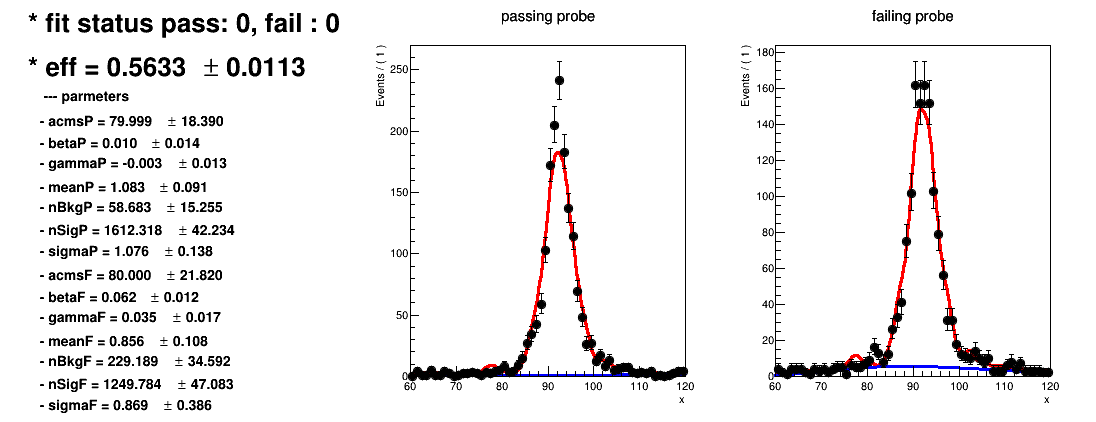 * fit status pass: 0, fail : 0
* eff = 0.5633 ± 0.0113
--- parmeters
- acmsP = 79.999 ± 18.390
- betaP = 0.010 ± 0.014
- gammaP = -0.003 ± 0.013
- meanP = 1.083 ± 0.091
- nBkgP = 58.683 ± 15.255
- nSigP = 1612.318 ± 42.234
- sigmaP = 1.076 ± 0.138
- acmsF = 80.000 ± 21.820
- betaF = 0.062 ± 0.012
- gammaF = 0.035 ± 0.017
- meanF = 0.856 ± 0.108
- nBkgF = 229.189 ± 34.592
- nSigF = 1249.784 ± 47.083
- sigmaF = 0.869 ± 0.386
passing probe
Events / ( 1 )
250
200
150
100
50
0
60 70 80 90 100 110 120
x
failing probe
Events / ( 1 )
180
160
140
120
100
80
60
40
20
0
60 70 80 90 100 110 120
x